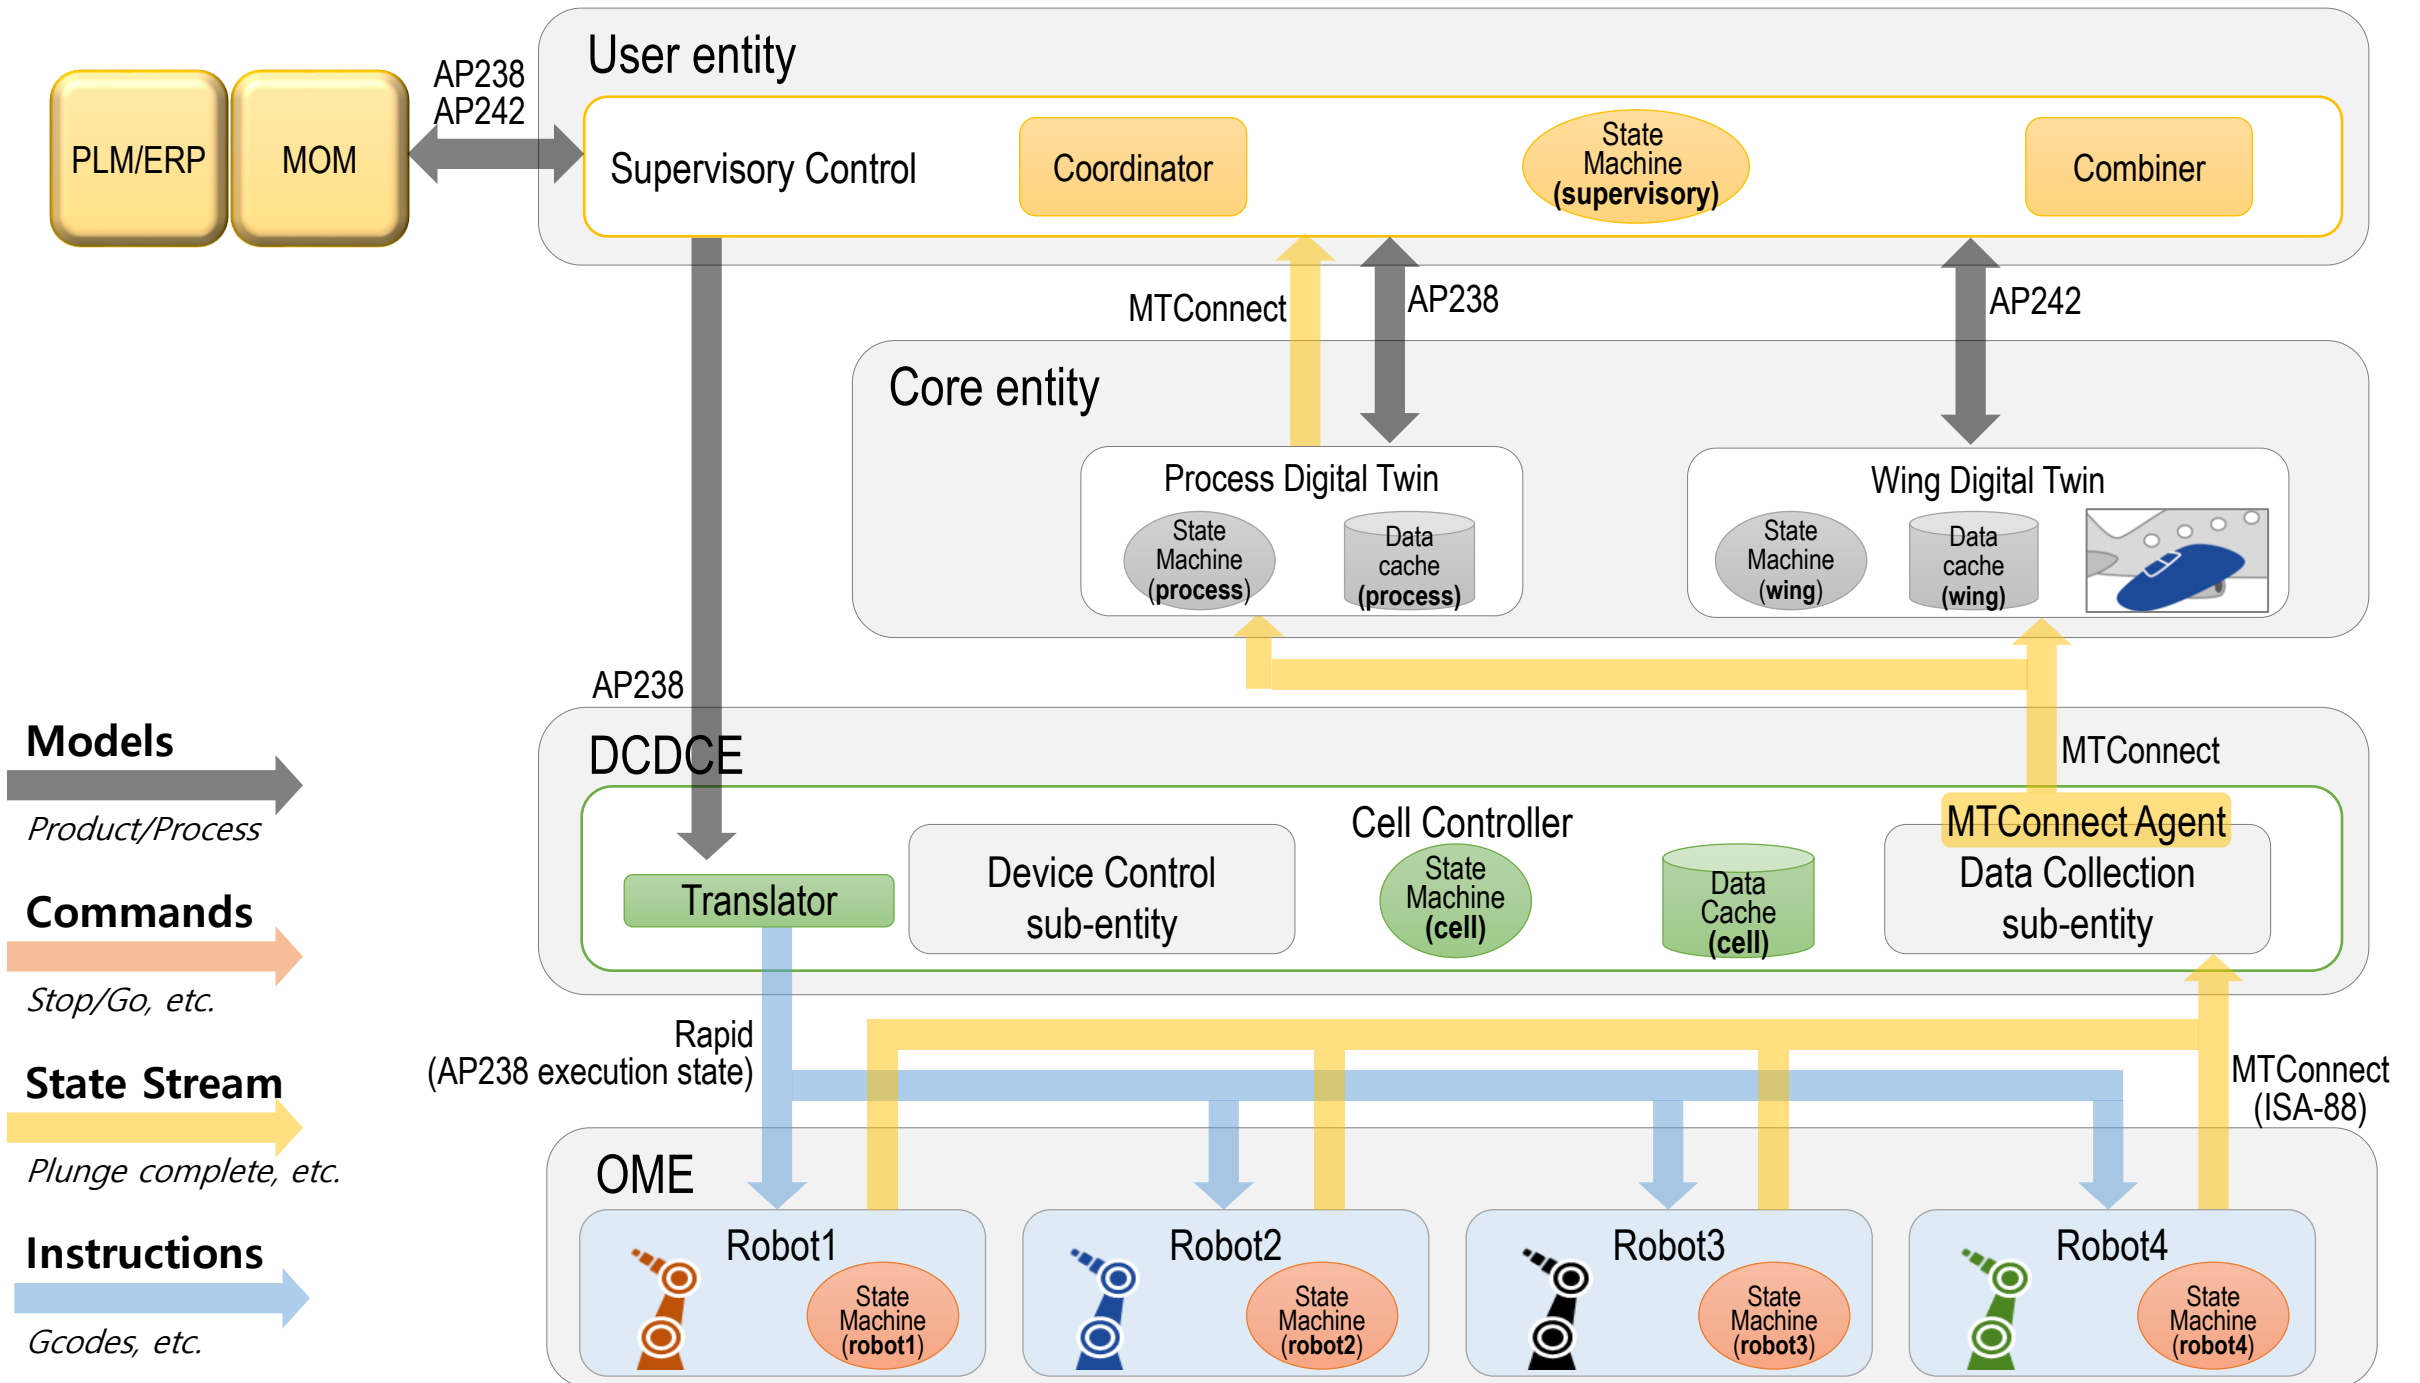 User entity
AP238
AP242
PLM/ERP
MOM
Supervisory Control
Coordinator
State
Machine
(supervisory)
Combiner
MTConnect
AP238
AP242
Core entity
Process Digital Twin
State
Machine
(process)
Data
cache
(process)
Wing Digital Twin
State
Machine
(wing)
Data
cache
(wing)
AP238
MTConnect
DCDCE
Cell Controller
Translator
Device Control
sub-entity
State
Machine
(cell)
Data
Cache
(cell)
MTConnect Agent
Data Collection
sub-entity
Rapid
(AP238 execution state)
MTConnect
(ISA-88)
OME
Robot1
State
Machine
(robot1)
Robot2
State
Machine
(robot2)
Robot3
State
Machine
(robot3)
Robot4
State
Machine
(robot4)
Models
Product/Process
Commands
Stop/Go, etc.
State Stream
Plunge complete, etc.
Instructions
Gcodes, etc.